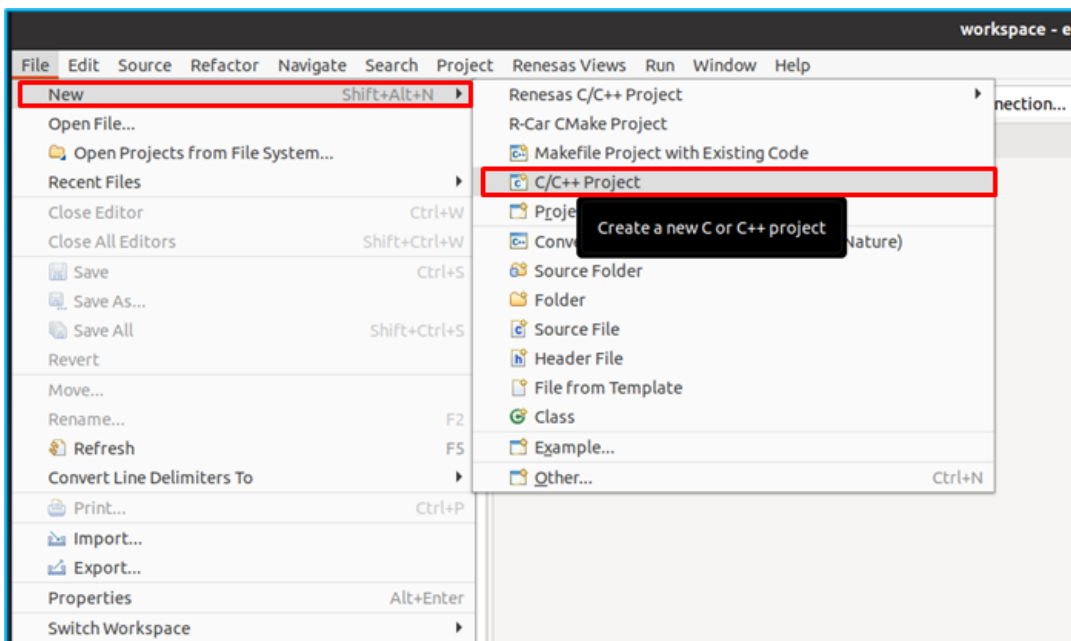 workspace - e
File Edit Source Refactor Navigate Search Project Renesas Views Run Window Help
New Shift+Alt+N
Open File...
Open Projects from File System...
Recent Files
Close Editor Ctrl+W
Close All Editors Shift+Ctrl+W
Save Ctrl+S
Save As...
Save All Shift+Ctrl+S
Revert
Move...
Rename... F2
Refresh F5
Convert Line Delimiters To
Print... Ctrl+P
Import...
Export...
Properties Alt+Enter
Switch Workspace
Renesas C/C++ Project
R-Car CMake Project
Makefile Project with Existing Code
C/C++ Project
Proje
Conve Nature)
Source Folder
Folder
Source File
Header File
File from Template
Class
Example...
Other... Ctrl+N
Create a new C or C++ project
nection...